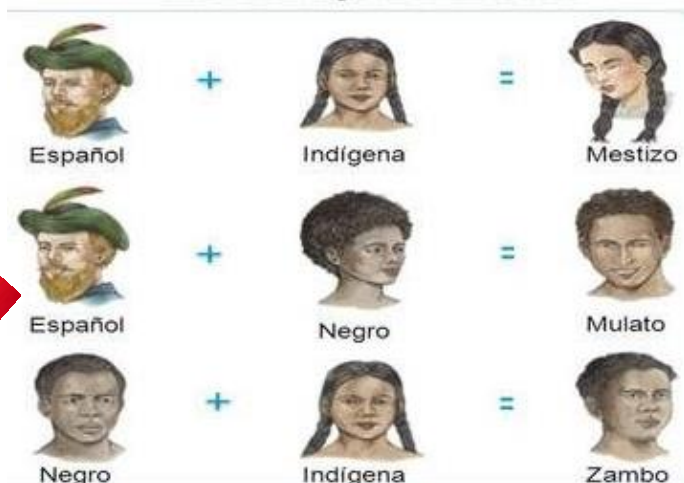 Español + Indígena = Mestizo
Español + Negro = Mulato
Negro + Indígena = Zambo